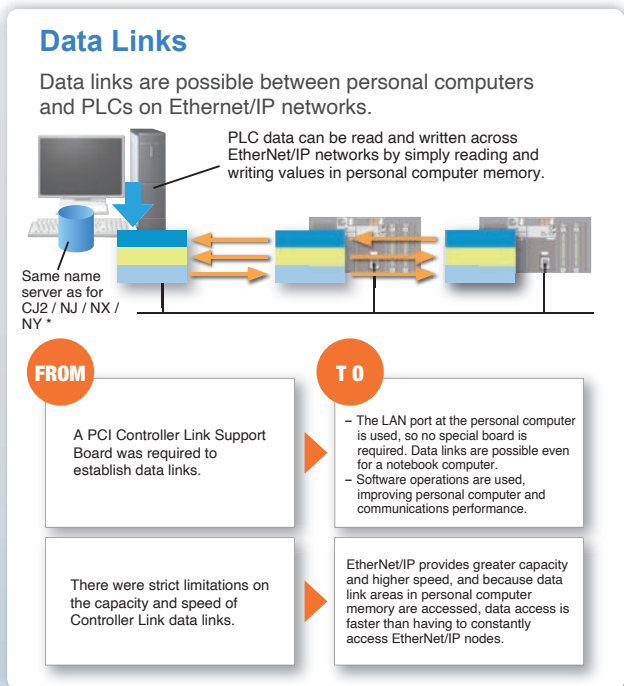 Data Links
Data links are possible between personal computers
and PLCs on Ethernet/IP networks.
PLC data can be read and written across
EtherNet/IP networks by simply reading and
writing values in personal computer memory.
Same name
server as for
CJ2 / NJ / NX /
NY *
FROM
T 0
A PCI Controller Link Support
Board was required to
establish data links.
– The LAN port at the personal computer
is used, so no special board is
required. Data links are possible even
for a notebook computer.
– Software operations are used,
improving personal computer and
communications performance.
There were strict limitations on
the capacity and speed of
Controller Link data links.
EtherNet/IP provides greater capacity
and higher speed, and because data
link areas in personal computer
memory are accessed, data access is
faster than having to constantly
access EtherNet/IP nodes.